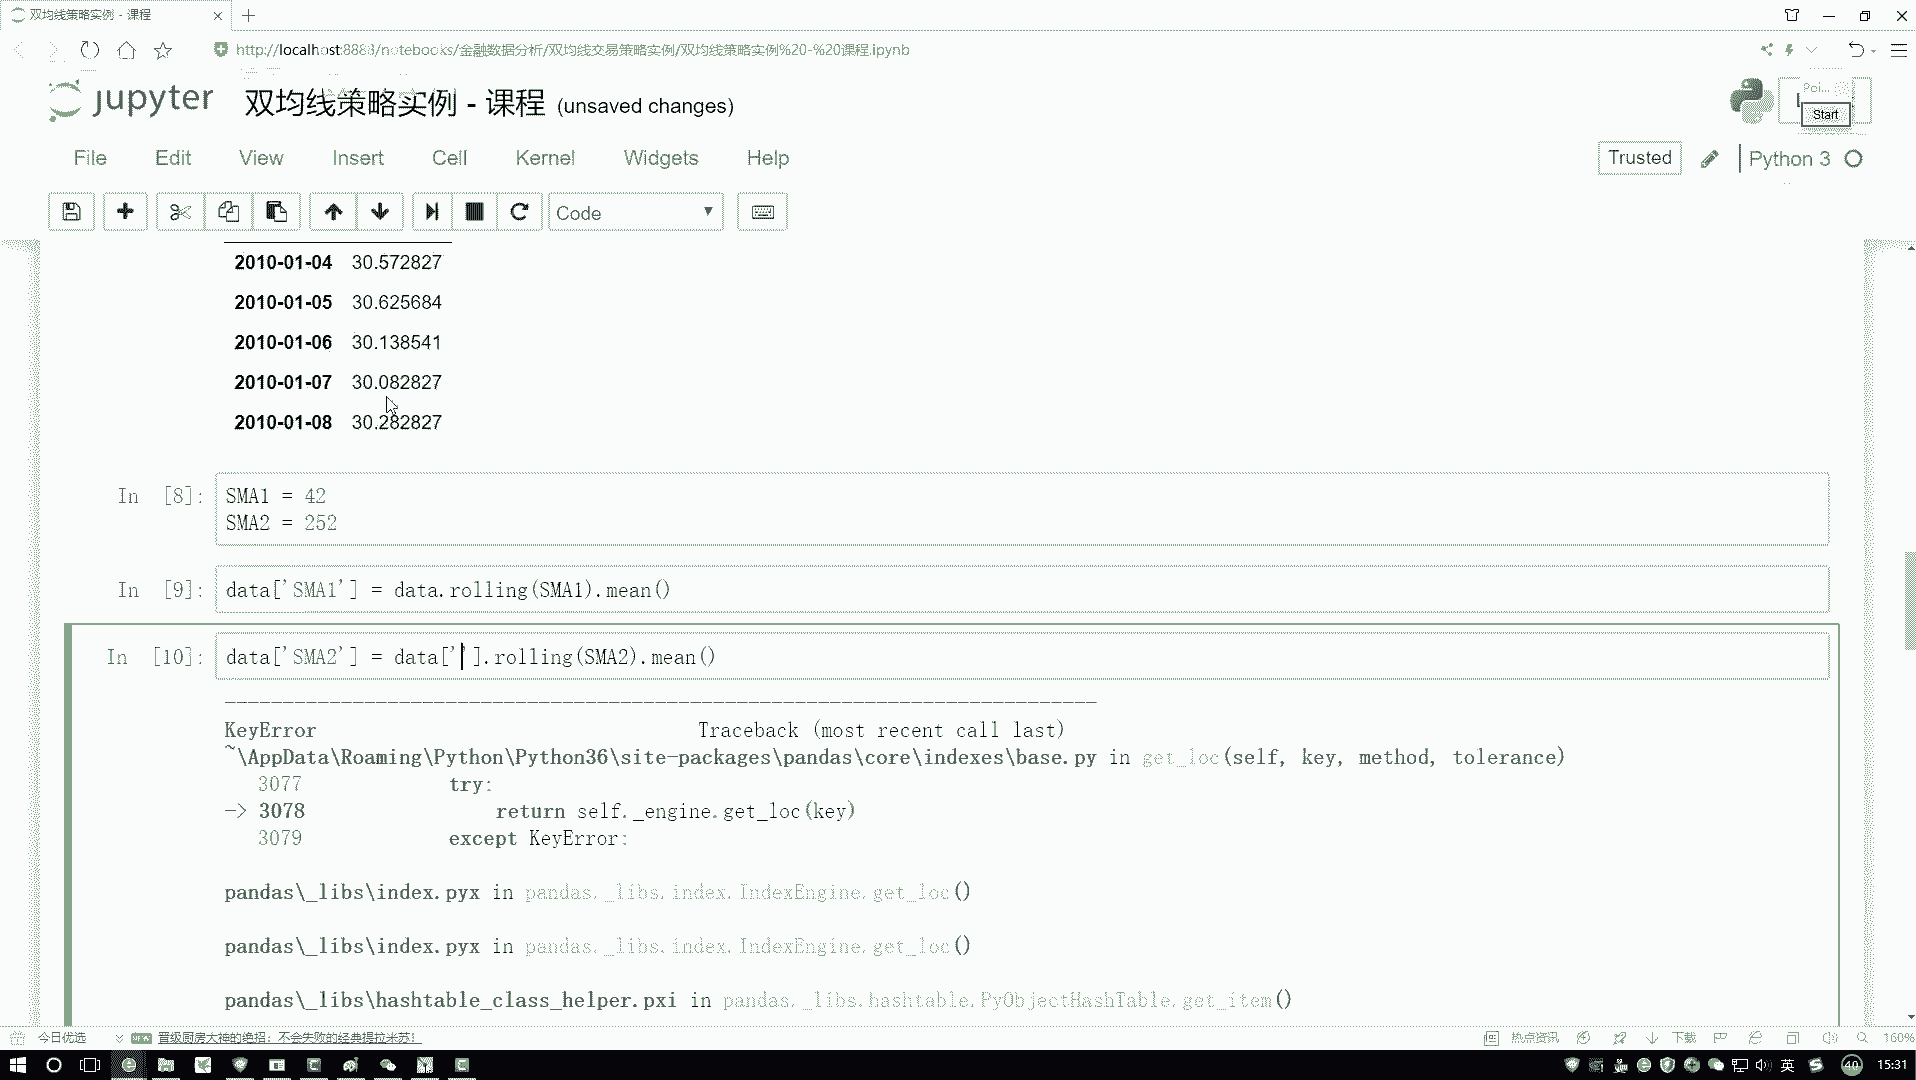 双均线策略实例 - 课程
http://localhost:8888/notebooks/金融数据分析/双均线交易策略实例/双均线策略实例%20-%20课程.ipynb
jupyter 双均线策略实例 - 课程 (unsaved changes)
Poi...
Start
File Edit View Insert Cell Kernel Widgets Help
Trusted Python 3
Code
2010-01-04 30.572827
2010-01-05 30.625684
2010-01-06 30.138541
2010-01-07 30.082827
2010-01-08 30.282827
In [8]: SMA1 = 42
SMA2 = 252
In [9]: data['SMA1'] = data.rolling(SMA1).mean()
In [10]: data['SMA2'] = data[''].rolling(SMA2).mean()
---------------------------------------------------------------------------
KeyError Traceback (most recent call last)
~\AppData\Roaming\Python\Python36\site-packages\pandas\core\indexes\base.py in get_loc(self, key, method, tolerance)
3077 try:
-> 3078 return self._engine.get_loc(key)
3079 except KeyError:
pandas\_libs\index.pyx in pandas._libs.index.IndexEngine.get_loc()
pandas\_libs\index.pyx in pandas._libs.index.IndexEngine.get_loc()
pandas\_libs\hashtable_class_helper.pxi in pandas._libs.hashtable.PyObjectHashTable.get_item()
今日优选 NEW 晋级厨房大神的绝招：不会失败的经典提拉米苏！
热点资讯 下载 160%
英 40 15:31